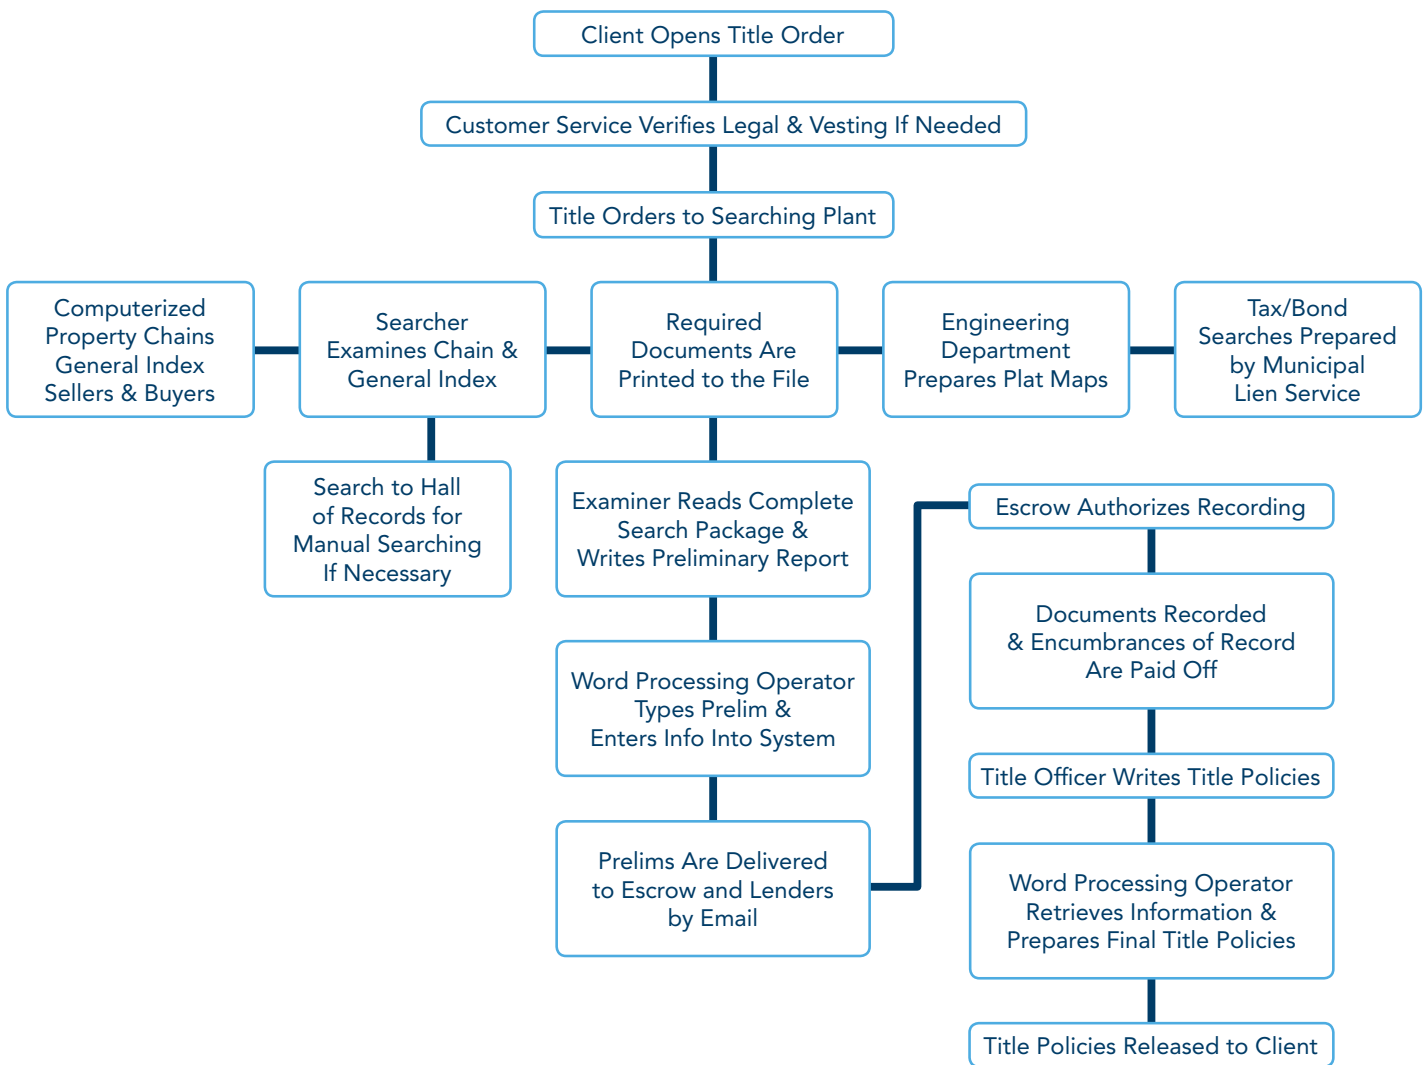 Client Opens Title Order
Customer Service Verifies Legal & Vesting If Needed
Title Orders to Searching Plant
Computerized
Property Chains
General Index
Sellers & Buyers
Searcher
Examines Chain &
General Index
Required
Documents Are
Printed to the File
Engineering
Department
Prepares Plat Maps
Tax/Bond
Searches Prepared
by Municipal
Lien Service
Search to Hall
of Records for
Manual Searching
If Necessary
Examiner Reads Complete
Search Package &
Writes Preliminary Report
Word Processing Operator
Types Prelim &
Enters Info Into System
Prelims Are Delivered
to Escrow and Lenders
by Email
Escrow Authorizes Recording
Documents Recorded
& Encumbrances of Record
Are Paid Off
Title Officer Writes Title Policies
Word Processing Operator
Retrieves Information &
Prepares Final Title Policies
Title Policies Released to Client